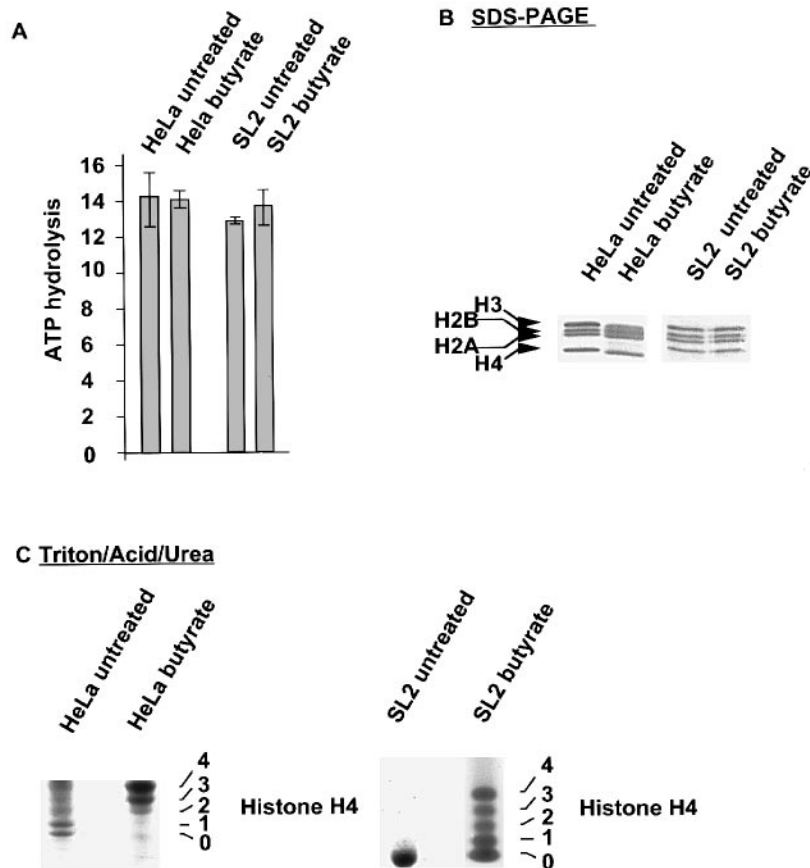 A
HeLa untreated
Hela butyrate
SL2 untreated
SL2 butyrate
ATP hydrolysis
16
14
12
10
8
6
4
2
0
B SDS-PAGE
HeLa untreated
HeLa butyrate
SL2 untreated
SL2 butyrate
H3
H2B
H2A
H4
C Triton/Acid/Urea
HeLa untreated
HeLa butyrate
4
3
2
1
0
Histone H4
SL2 untreated
SL2 butyrate
4
3
2
1
0
Histone H4